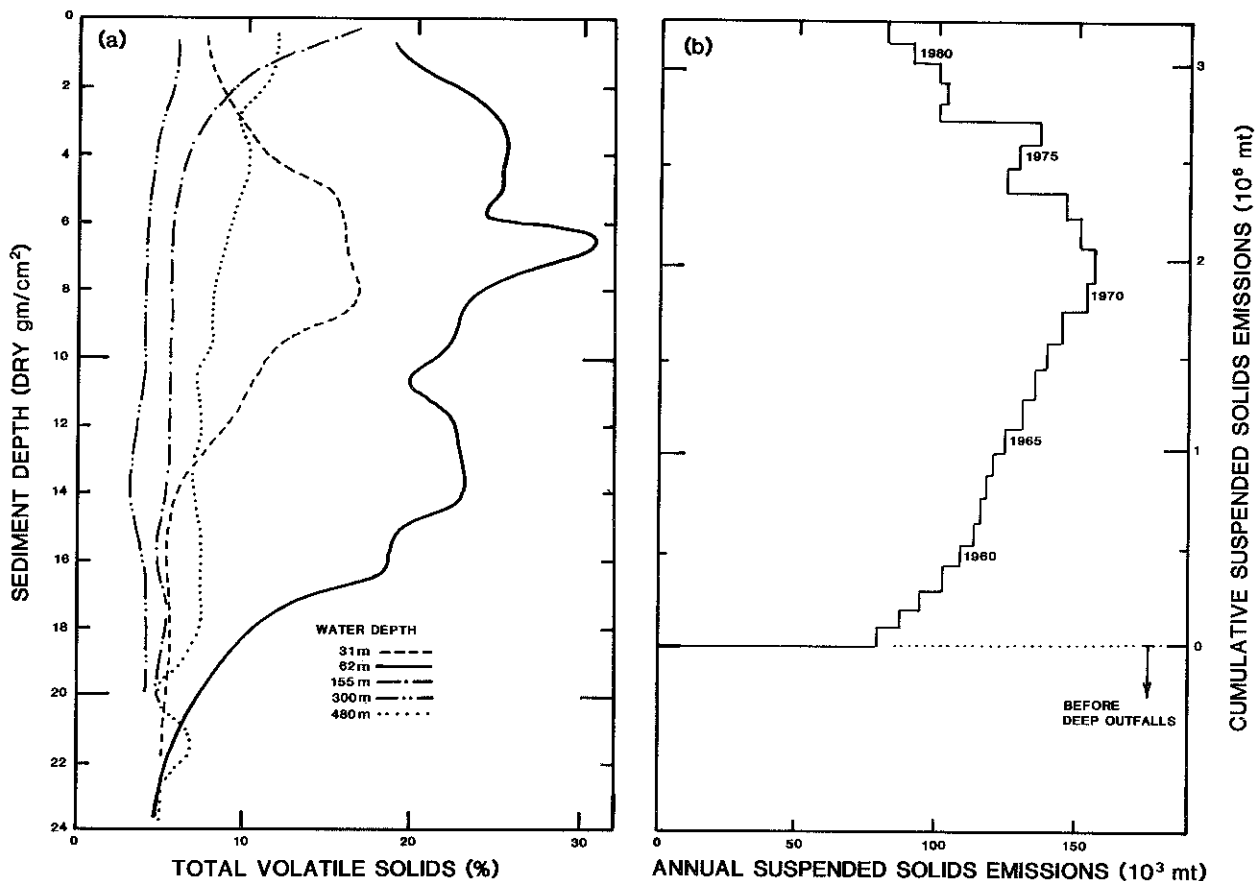 (a)
0
2
4
6
8
10
12
14
16
18
20
22
24
SEDIMENT DEPTH (DRY gm/cm²)
WATER DEPTH
31m
62m
155m
300m
480m
0
10
20
30
TOTAL VOLATILE SOLIDS (%)
(b)
1980
1975
1970
1965
1960
BEFORE
DEEP OUTFALLS
3
2
1
0
CUMULATIVE SUSPENDED SOLIDS EMISSIONS (10⁶ mt)
0
50
100
150
ANNUAL SUSPENDED SOLIDS EMISSIONS (10³ mt)